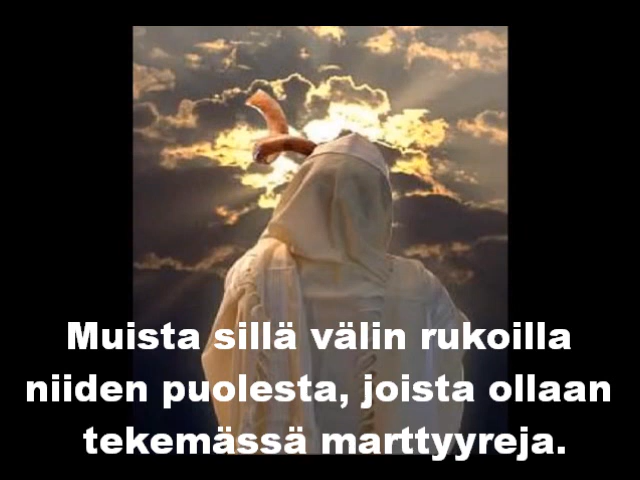 Muista sillä välin rukoilla
niiden puolesta, joista ollaan
tekemässä marttyyreja.